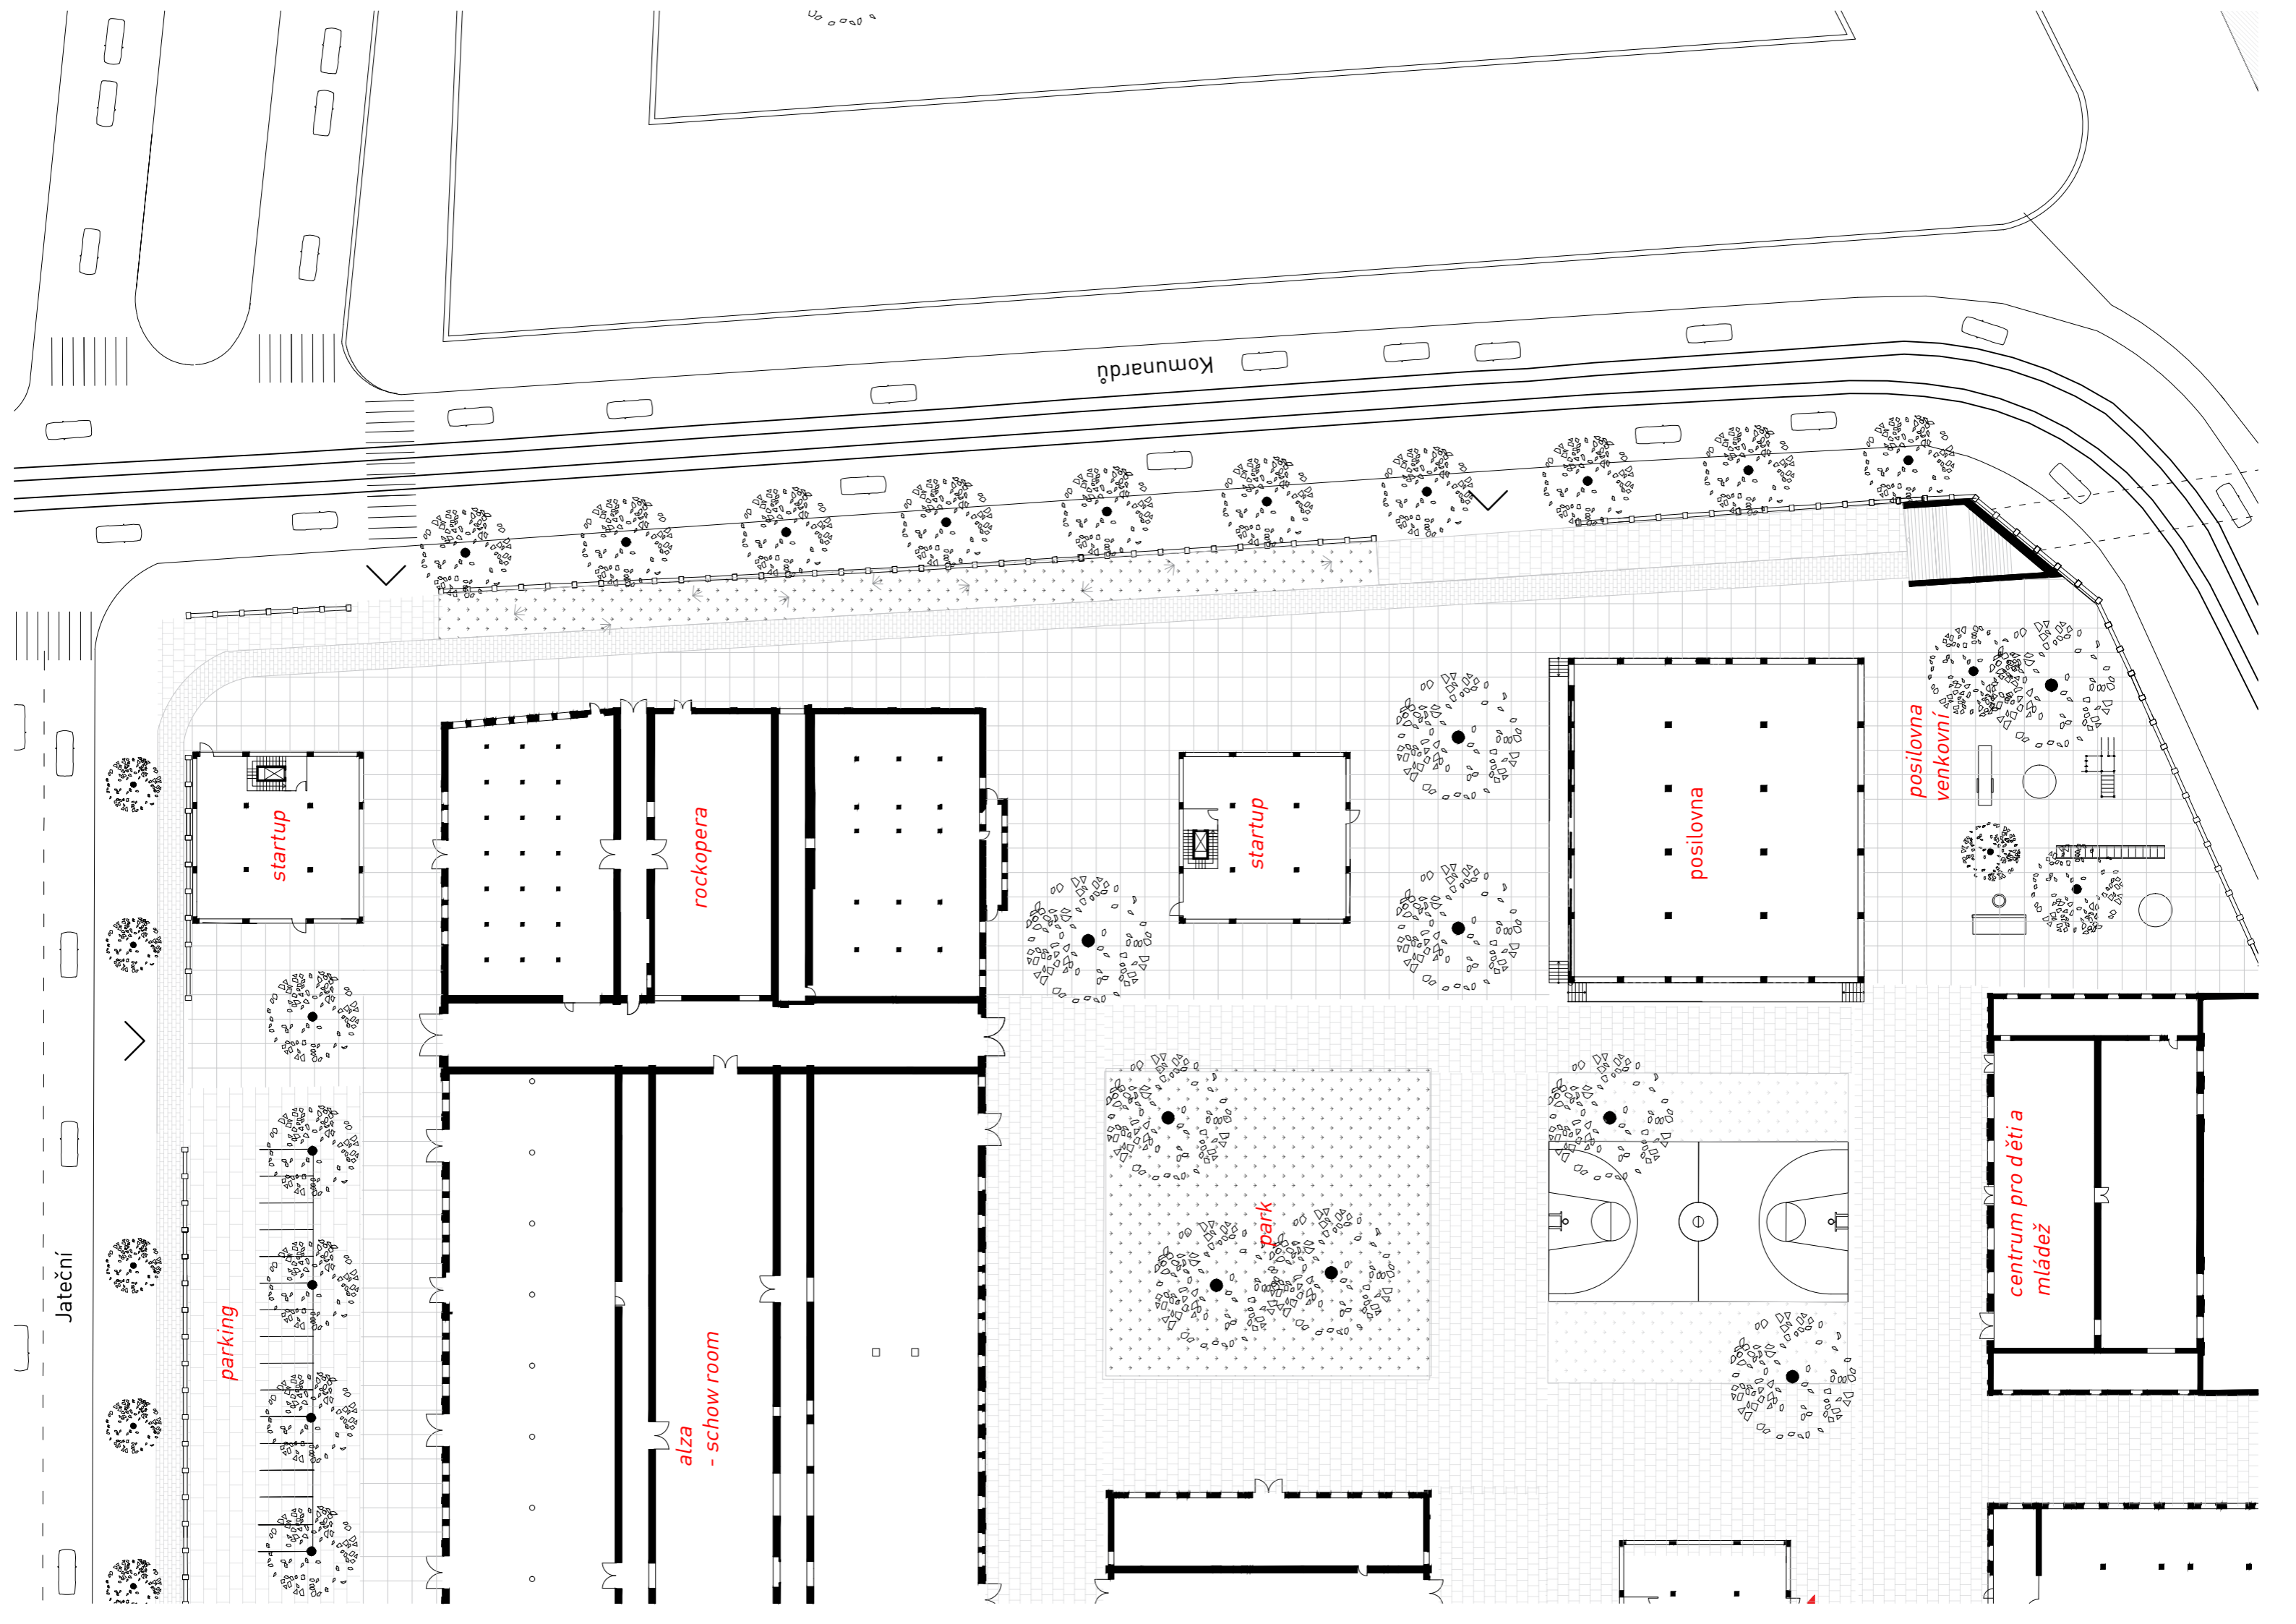 Komunardů
Jateční
startup
rockopera
startup
posilovna
posilovna
venkovní
parking
alza
- schow room
park
centrum pro děti a
mládež